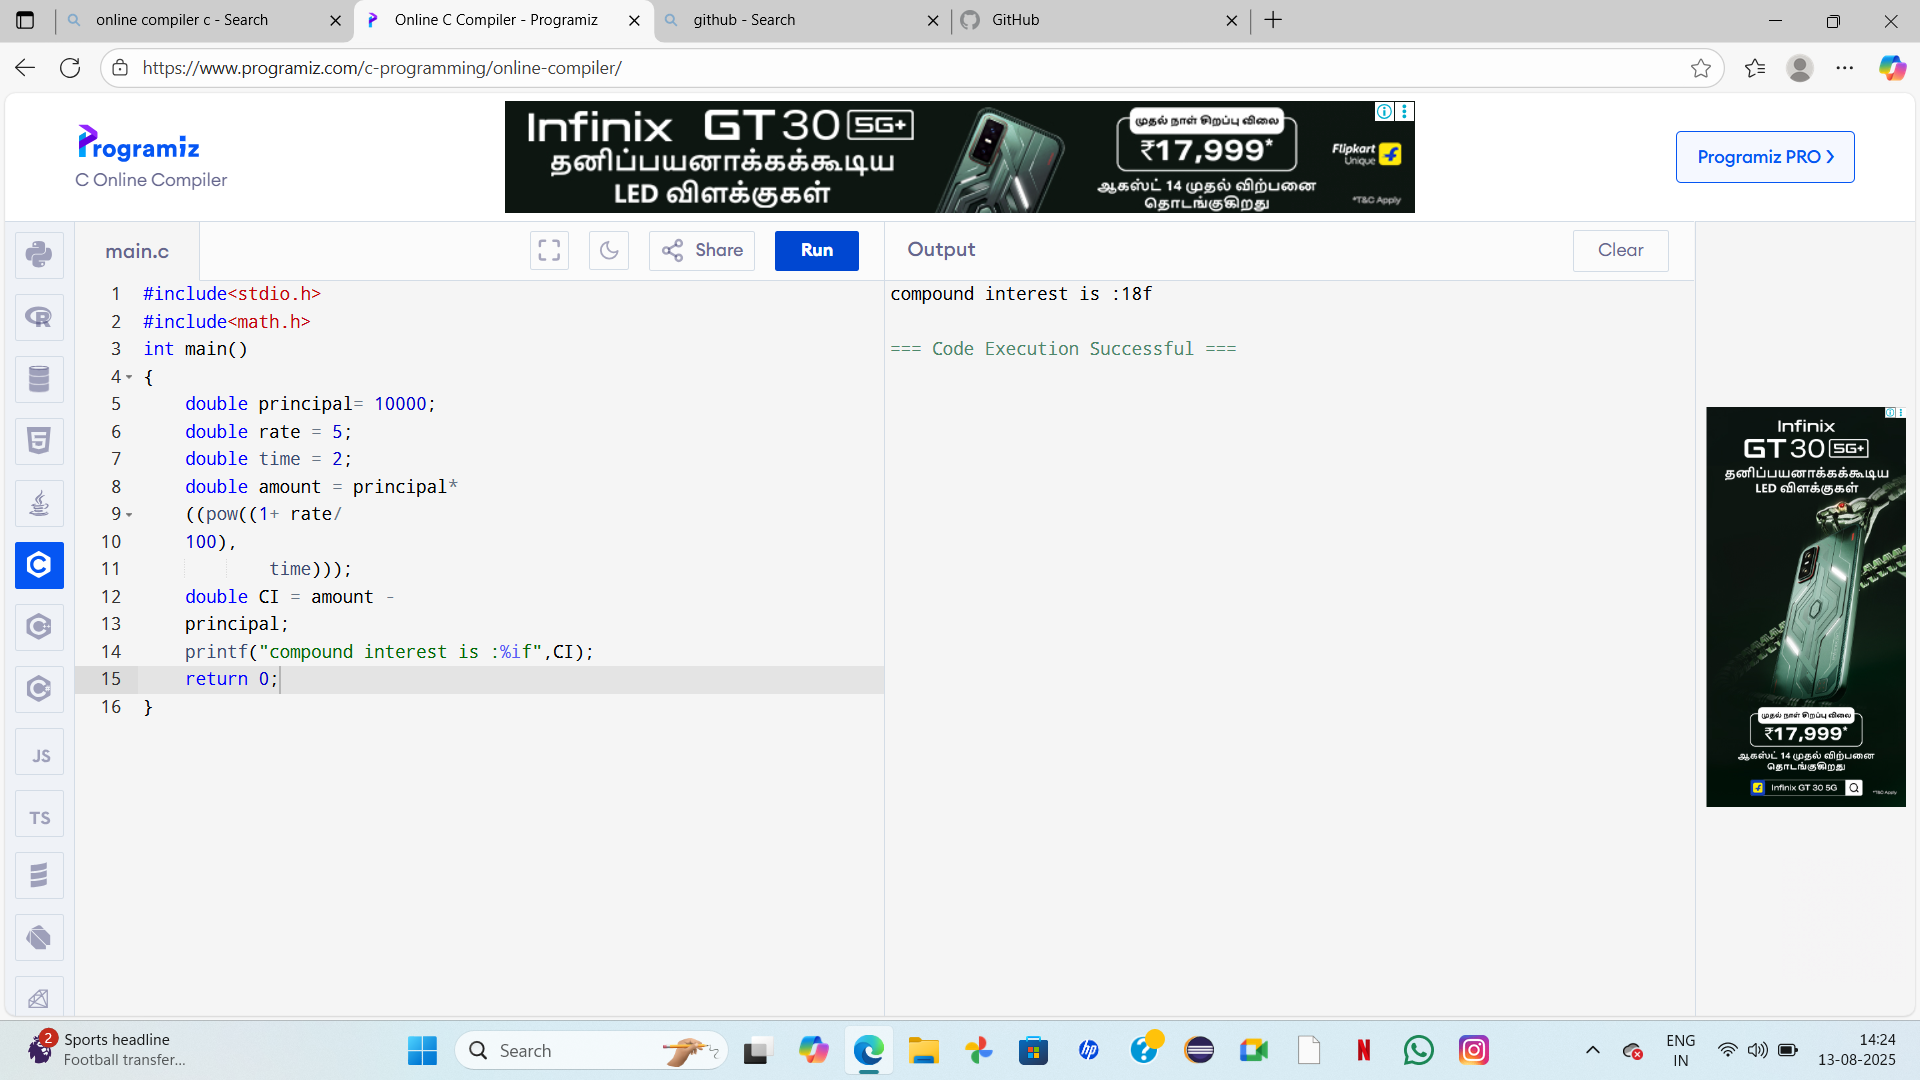 online compiler c - Search
Online C Compiler - Programiz
github - Search
GitHub
https://www.programiz.com/c-programming/online-compiler/
Programiz
C Online Compiler
Infinix GT 30 5G+
தனிப்பயனாக்கக்கூடிய
LED விளக்குகள்
முதல் நாள் சிறப்பு விலை
₹17,999*
ஆகஸ்ட் 14 முதல் விற்பனை
தொடங்குகிறது
Flipkart
Unique
*T&C Apply
Programiz PRO
main.c
Share
Run
Output
Clear
1 #include<stdio.h>
2 #include<math.h>
3 int main()
4 {
5 double principal= 10000;
6 double rate = 5;
7 double time = 2;
8 double amount = principal*
9 ((pow((1+ rate/
10 100),
11 time)));
12 double CI = amount -
13 principal;
14 printf("compound interest is :%if",CI);
15 return 0;
16 }
compound interest is :18f
=== Code Execution Successful ===
JS
TS
Infinix
GT 30 5G+
தனிப்பயனாக்கக்கூடிய
LED விளக்குகள்
முதல் நாள் சிறப்பு விலை
₹17,999*
ஆகஸ்ட் 14 முதல் விற்பனை
தொடங்குகிறது
Infinix GT 30 5G
*T&C Apply
2
Sports headline
Football transfer...
Search
ENG
IN
14:24
13-08-2025